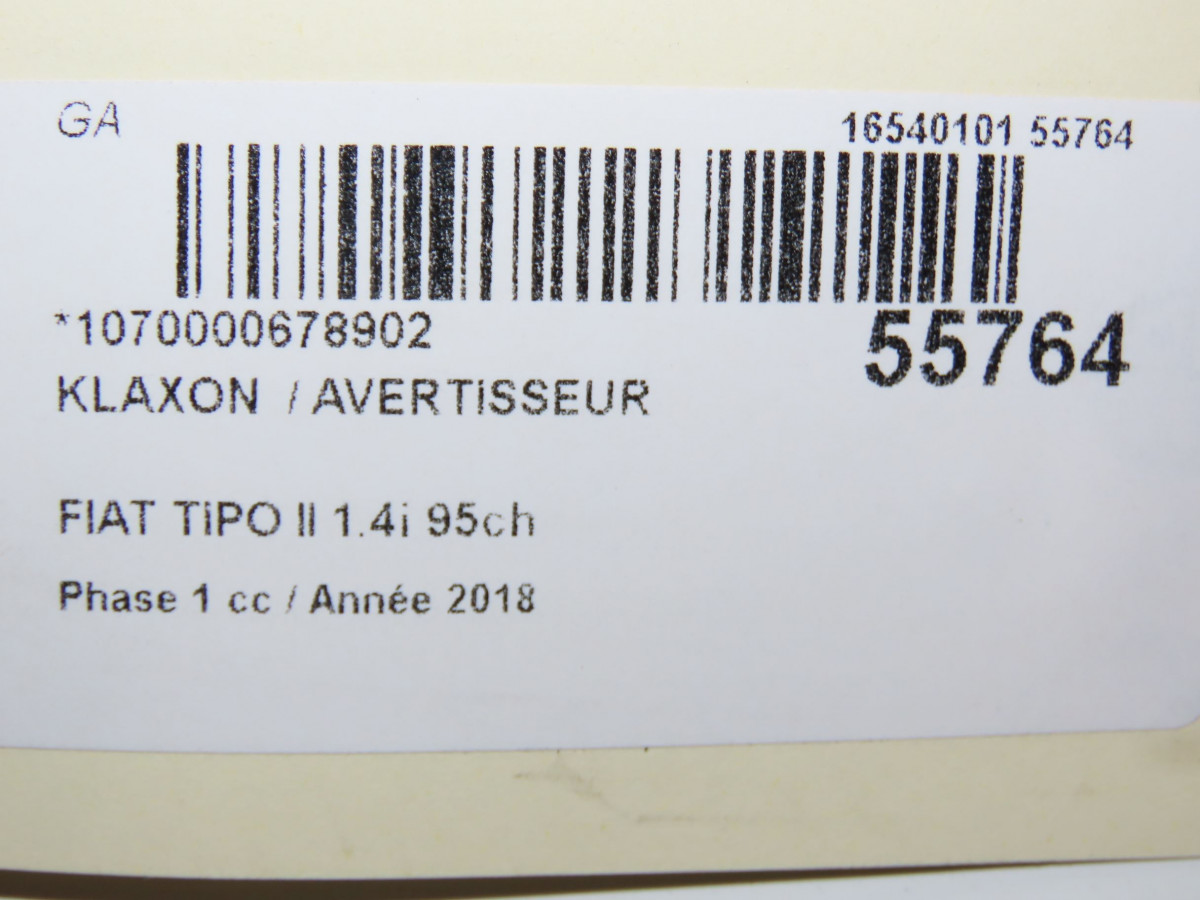 GA
16540101 55764
*1070000678902
55764
KLAXON / AVERTiSSEUR
FIAT TiPO II 1.4i 95ch
Phase 1 cc / Année 2018